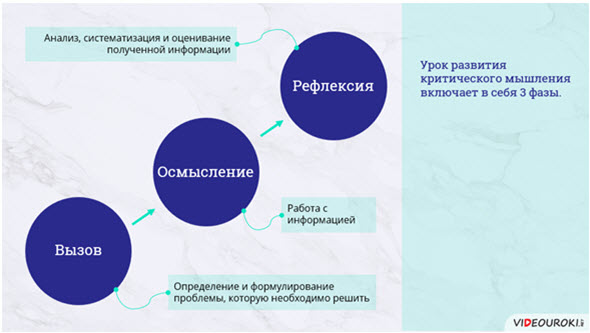 Анализ, систематизация и оценивание
полученной информации
Рефлексия
Урок развития
критического мышления
включает в себя 3 фазы.
Осмысление
Работа с
информацией
Вызов
Определение и формулирование
проблемы, которую необходимо решить
VIDEOUROKI